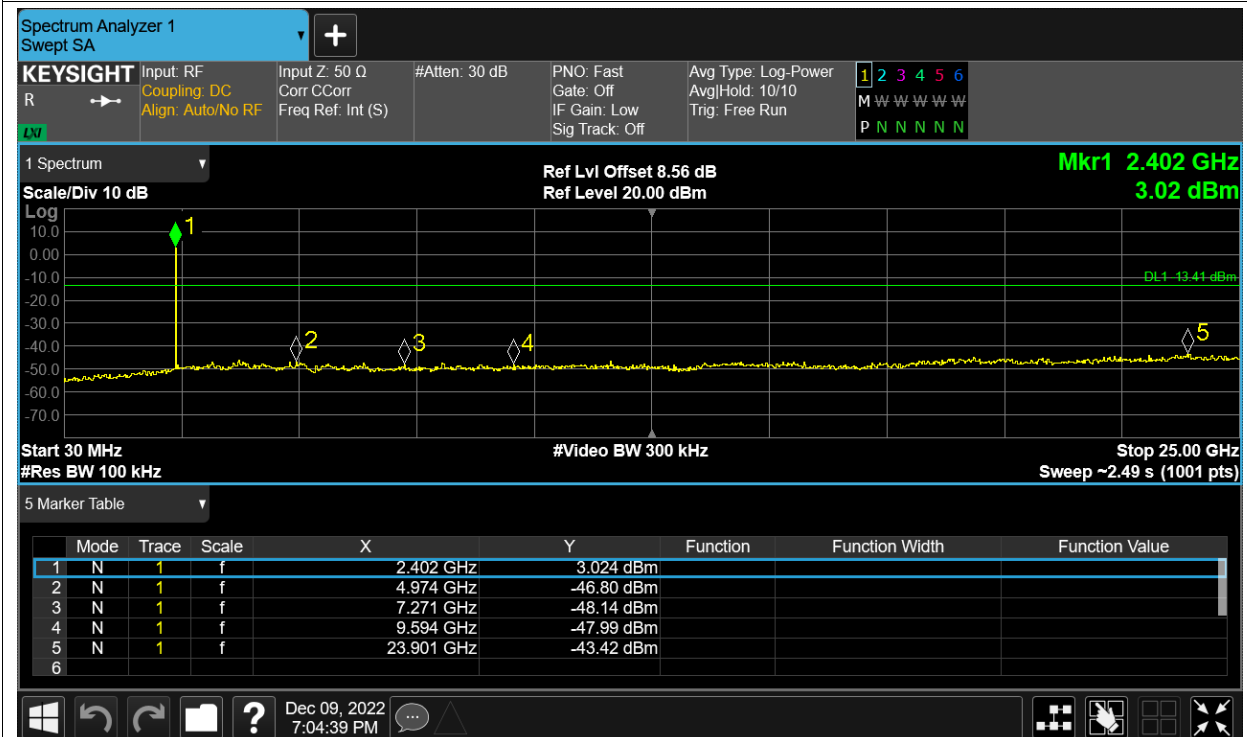 Spectrum Analyzer 1
Swept SA
KEYSIGHT
R
LXI
Input: RF
Coupling: DC
Align: Auto/No RF
Input Z: 50 Ω
Corr CCorr
Freq Ref: Int (S)
#Atten: 30 dB
PNO: Fast
Gate: Off
IF Gain: Low
Sig Track: Off
Avg Type: Log-Power
Avg|Hold: 10/10
Trig: Free Run
1 2 3 4 5 6
M W W W W W
P N N N N N
1 Spectrum
Scale/Div 10 dB
Ref Lvl Offset 8.56 dB
Ref Level 20.00 dBm
Mkr1 2.402 GHz
3.02 dBm
Log
10.0
0.00
-10.0
-20.0
-30.0
-40.0
-50.0
-60.0
-70.0
1
2
3
4
5
DL1 -13.41 dBm
Start 30 MHz
#Res BW 100 kHz
#Video BW 300 kHz
Stop 25.00 GHz
Sweep ~2.49 s (1001 pts)
5 Marker Table
Mode Trace Scale X Y Function Function Width Function Value
1 N 1 f 2.402 GHz 3.024 dBm
2 N 1 f 4.974 GHz -46.80 dBm
3 N 1 f 7.271 GHz -48.14 dBm
4 N 1 f 9.594 GHz -47.99 dBm
5 N 1 f 23.901 GHz -43.42 dBm
6
?
Dec 09, 2022
7:04:39 PM